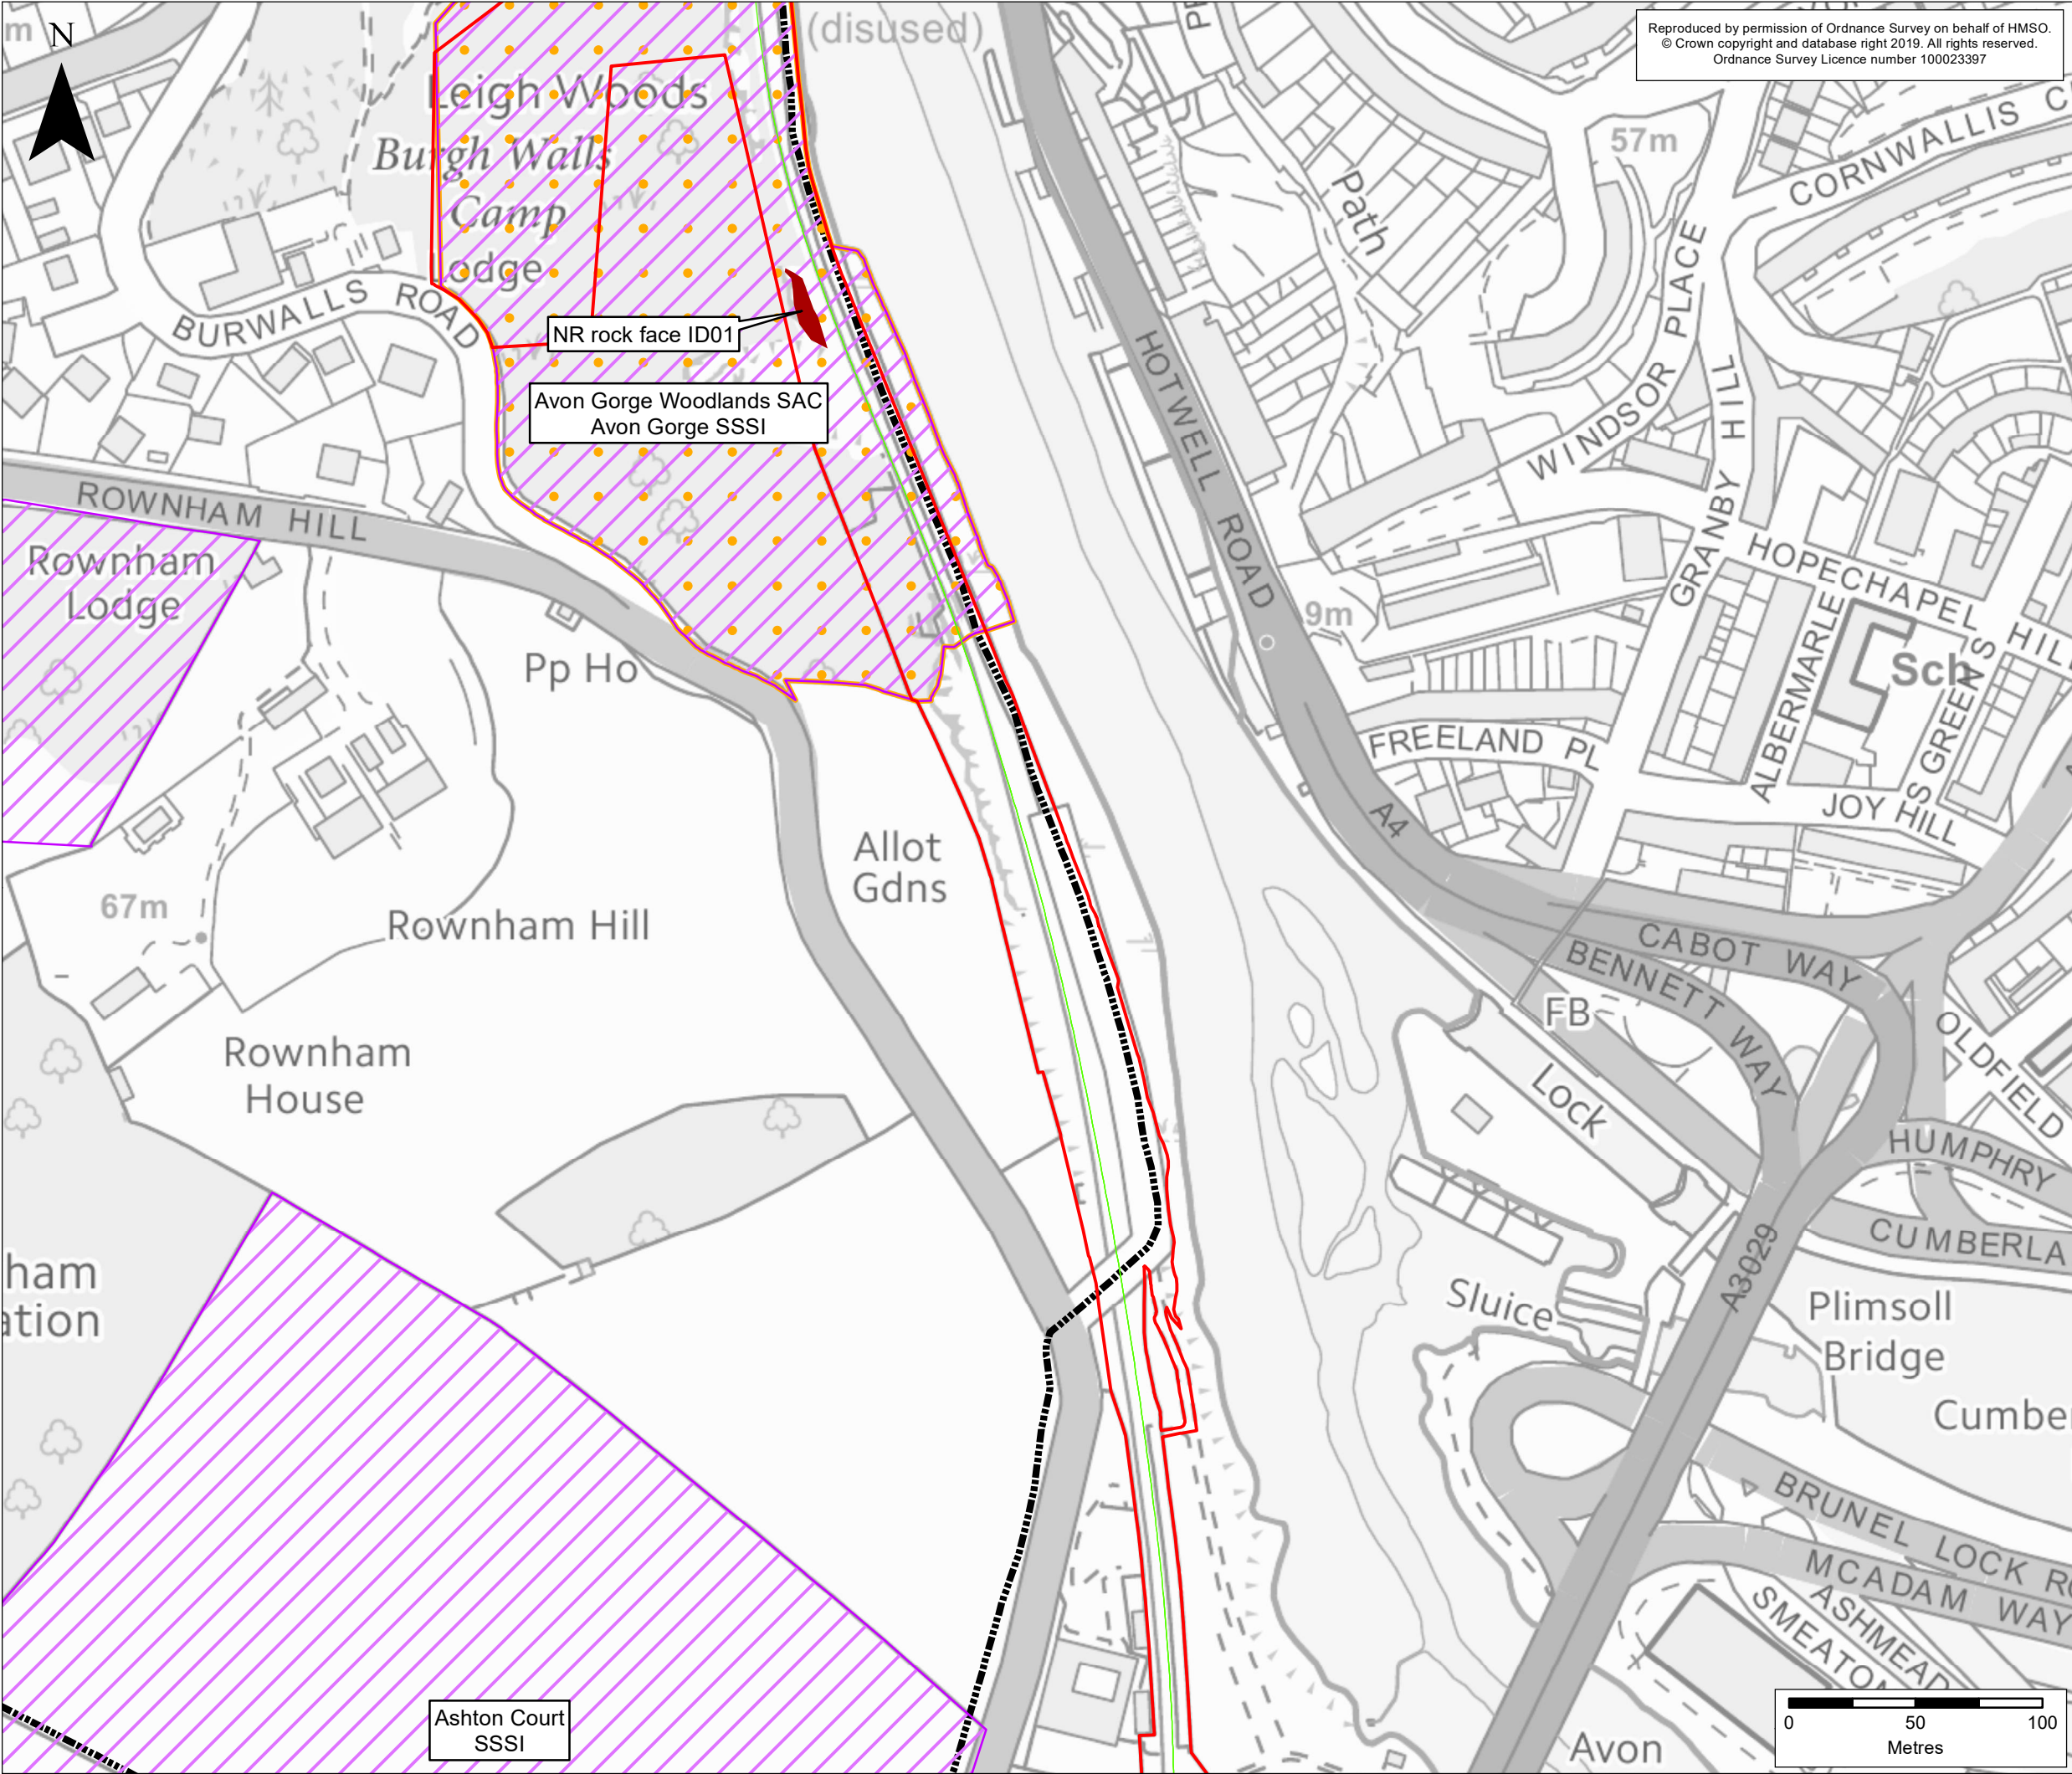 N
m
(disused)
Reproduced by permission of Ordnance Survey on behalf of HMSO.
© Crown copyright and database right 2019. All rights reserved.
Ordnance Survey Licence number 100023397
Leigh Woods
Burgh Walls
Camp
Lodge
57m
CORNWALLIS
Path
BURWALLS ROAD
NR rock face ID01
Avon Gorge Woodlands SAC
Avon Gorge SSSI
HOTWELL ROAD
WINDSOR PLACE
GRANBY HILL
ROWNHAM HILL
Rownham
Lodge
HOPECHAPEL HILL
9m
Pp Ho
ALBERMARLE
Sch
S GREEN S
FREELAND PL
JOY HILL
A4
Allot
Gdns
67m
Rownham Hill
CABOT WAY
BENNETT WAY
FB
OLDFIELD
Rownham
House
Lock
HUMPHRY
CUMBERLA
A3029
ham
ation
Sluice
Plimsoll
Bridge
Cumbe
BRUNEL LOCK RO
MCADAM WAY
ASHMEAD
SMEATON
Ashton Court
SSSI
Avon
0 50 100
Metres